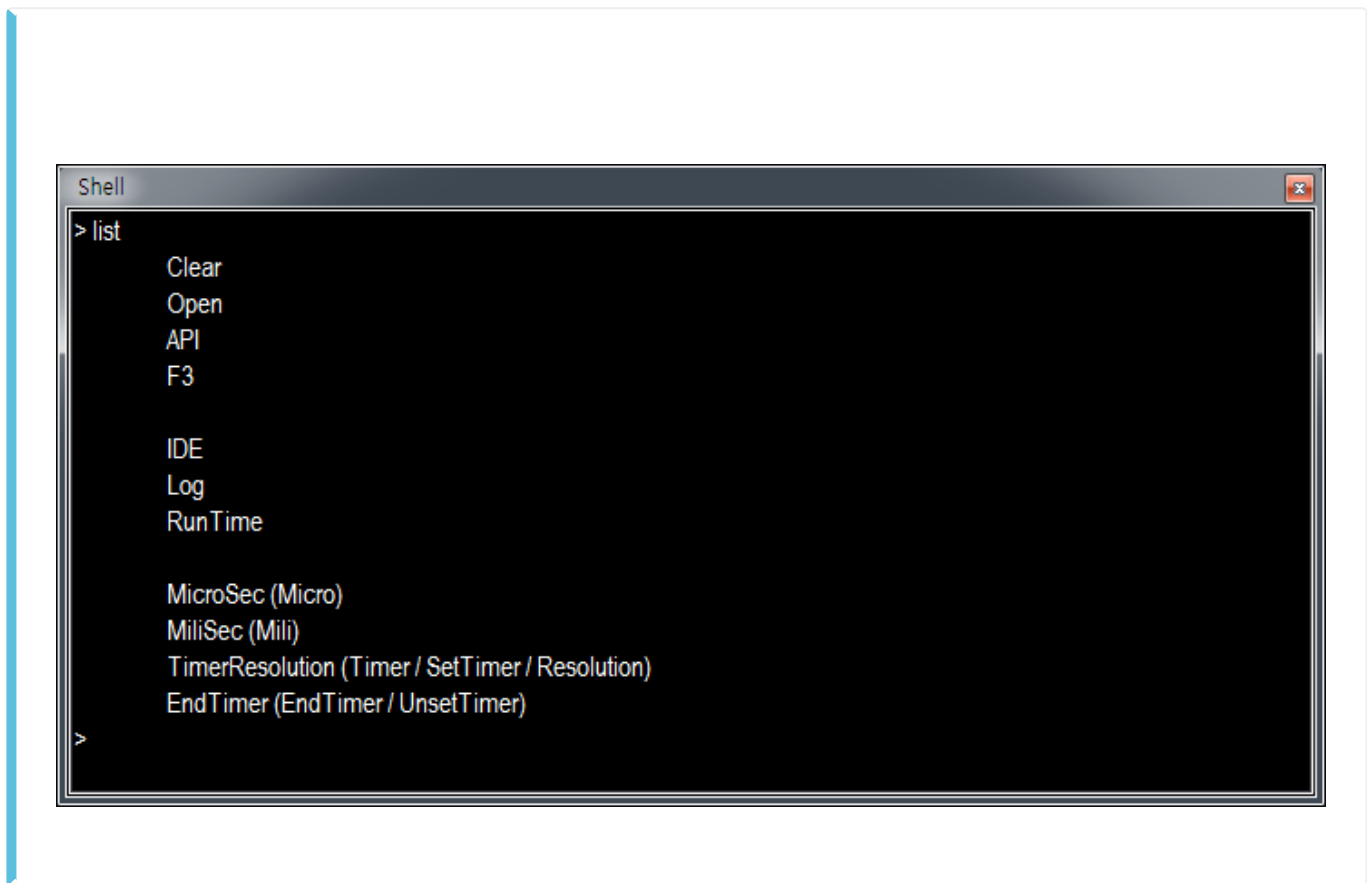 Shell
> list
Clear
Open
API
F3
IDE
Log
RunTime
MicroSec (Micro)
MiliSec (Mili)
TimerResolution (Timer / SetTimer / Resolution)
EndTimer (EndTimer / UnsetTimer)
>